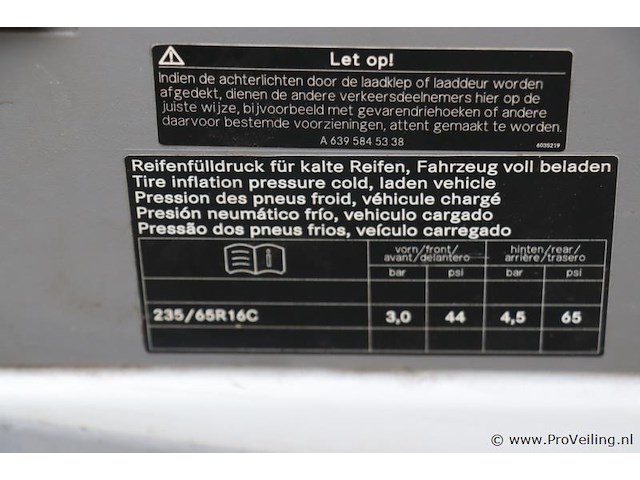 Let op!
Indien de achterlichten door de laadklep of laaddeur worden
afgedekt, dienen de andere verkeersdeelnemers hier op de
juiste wijze, bijvoorbeeld met gevarendriehoeken of andere
daarvoor bestemde voorzieningen, attent gemaakt te worden.
A 639 584 53 38
6035219
Reifenfülldruck für kalte Reifen, Fahrzeug voll beladen
Tire inflation pressure cold, laden vehicle
Pression des pneus froid, véhicule chargé
Presión neumático frío, vehiculo cargado
Pressão dos pneus frios, veículo carregado
vorn/front/ hinten/rear/
avant/delantero arrière/trasero
bar psi bar psi
235/65R16C 3,0 44 4,5 65
© www.ProVeiling.nl